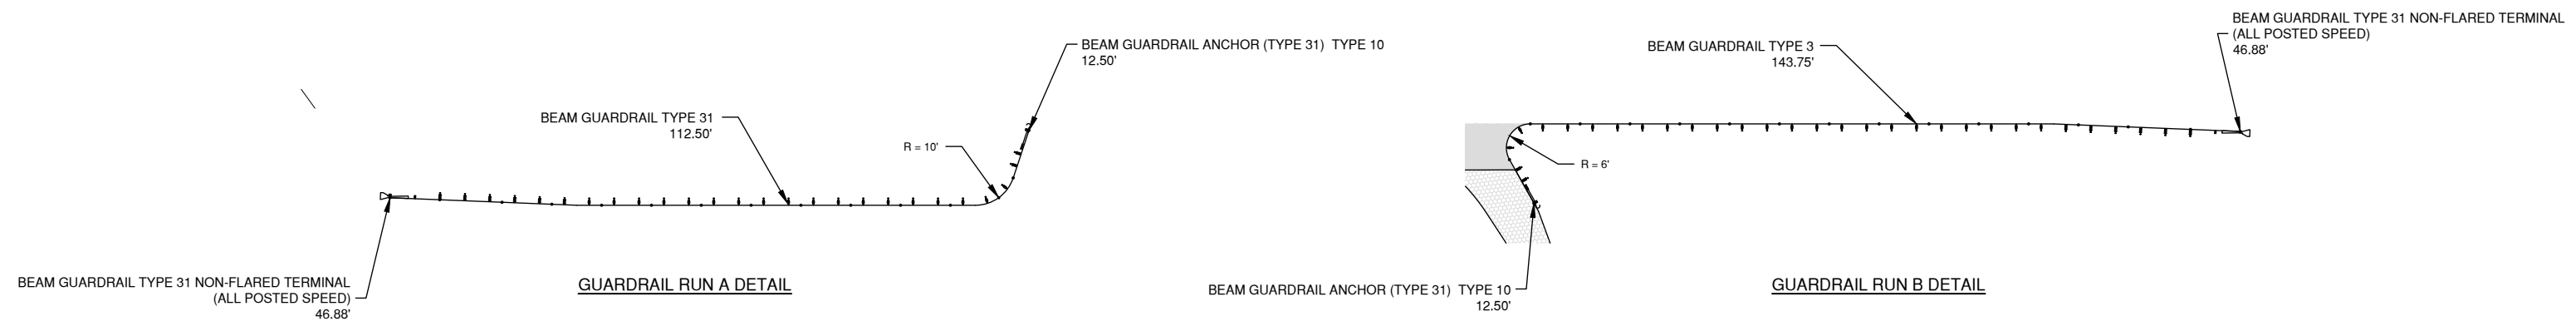 BEAM GUARDRAIL ANCHOR (TYPE 31) TYPE 10
12.50'
BEAM GUARDRAIL TYPE 31
112.50'
R = 10'
BEAM GUARDRAIL TYPE 31 NON-FLARED TERMINAL
(ALL POSTED SPEED)
46.88'
GUARDRAIL RUN A DETAIL
BEAM GUARDRAIL TYPE 31 NON-FLARED TERMINAL
(ALL POSTED SPEED)
46.88'
BEAM GUARDRAIL TYPE 3
143.75'
R = 6'
BEAM GUARDRAIL ANCHOR (TYPE 31) TYPE 10
12.50'
GUARDRAIL RUN B DETAIL